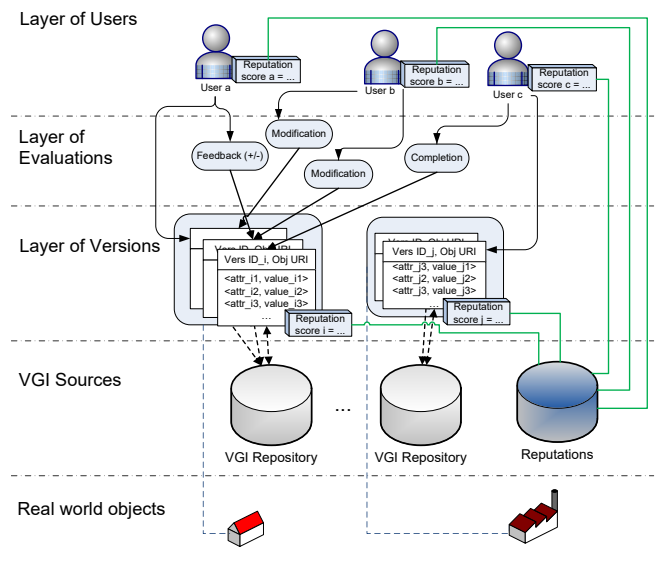 Layer of Users
Reputation
score a = ...
User a
Reputation
score b = ...
User b
Reputation
score c = ...
User c
Layer of
Evaluations
Feedback (+/-)
Modification
Modification
Completion
Layer of Versions
Vers ID_i, Obj URI
<attr_i1, value_i1>
<attr_i2, value_i2>
<attr_i3, value_i3>
...
Reputation
score i = ...
Vers ID_j, Obj URI
<attr_j3, value_j1>
<attr_j2, value_j2>
<attr_j3, value_j3>
...
Reputation
score j = ...
VGI Sources
VGI Repository
...
VGI Repository
Reputations
Real world objects